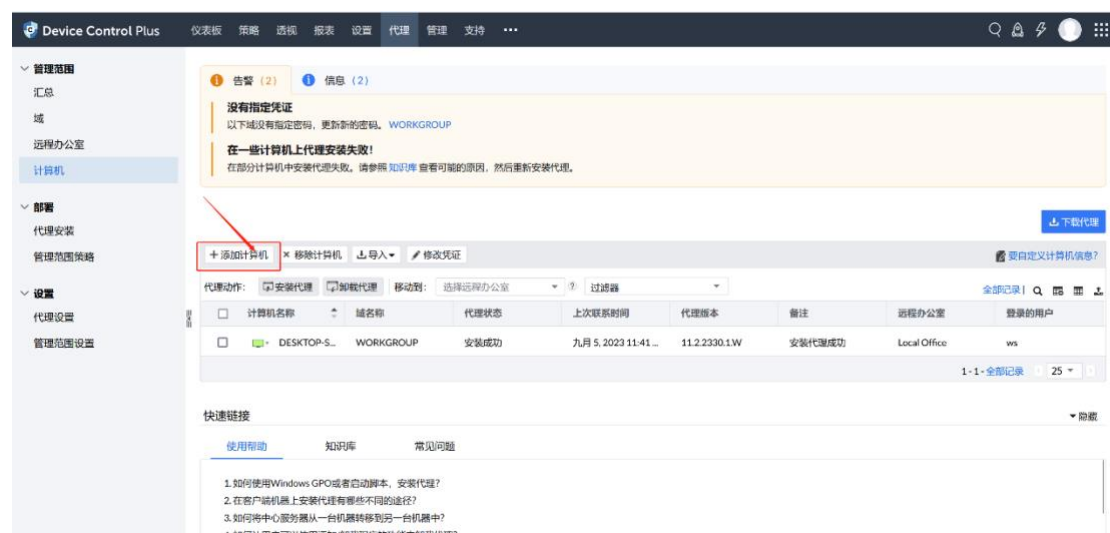 Device Control Plus 仪表板 策略 透视 报表 设置 代理 管理 支持 •••
管理范围
汇总
域
远程办公室
计算机
部署
代理安装
管理范围策略
设置
代理设置
管理范围设置
告警（2） 信息（2）
没有指定凭证
以下域没有指定密码，更新新的密码。WORKGROUP
在一些计算机上代理安装失败!
在部分计算机中安装代理失败。请参照 知识库 查看可能的原因，然后重新安装代理。
下载代理
+ 添加计算机 × 移除计算机 导入 修改凭证 要自定义计算机信息?
代理动作: 安装代理 卸载代理 移动到: 选择远程办公室 ? 过滤器 全部记录|
计算机名称 域名称 代理状态 上次联系时间 代理版本 备注 远程办公室 登录的用户
DESKTOP-S... WORKGROUP 安装成功 九月 5, 2023 11:41 ... 11.2.2330.1.W 安装代理成功 Local Office ws
1 - 1 - 全部记录 25
快速链接 隐藏
使用帮助 知识库 常见问题
1. 如何使用Windows GPO或者启动脚本，安装代理?
2. 在客户端机器上安装代理有哪些不同的途径?
3. 如何将中心服务器从一台机器转移到另一台机器中?